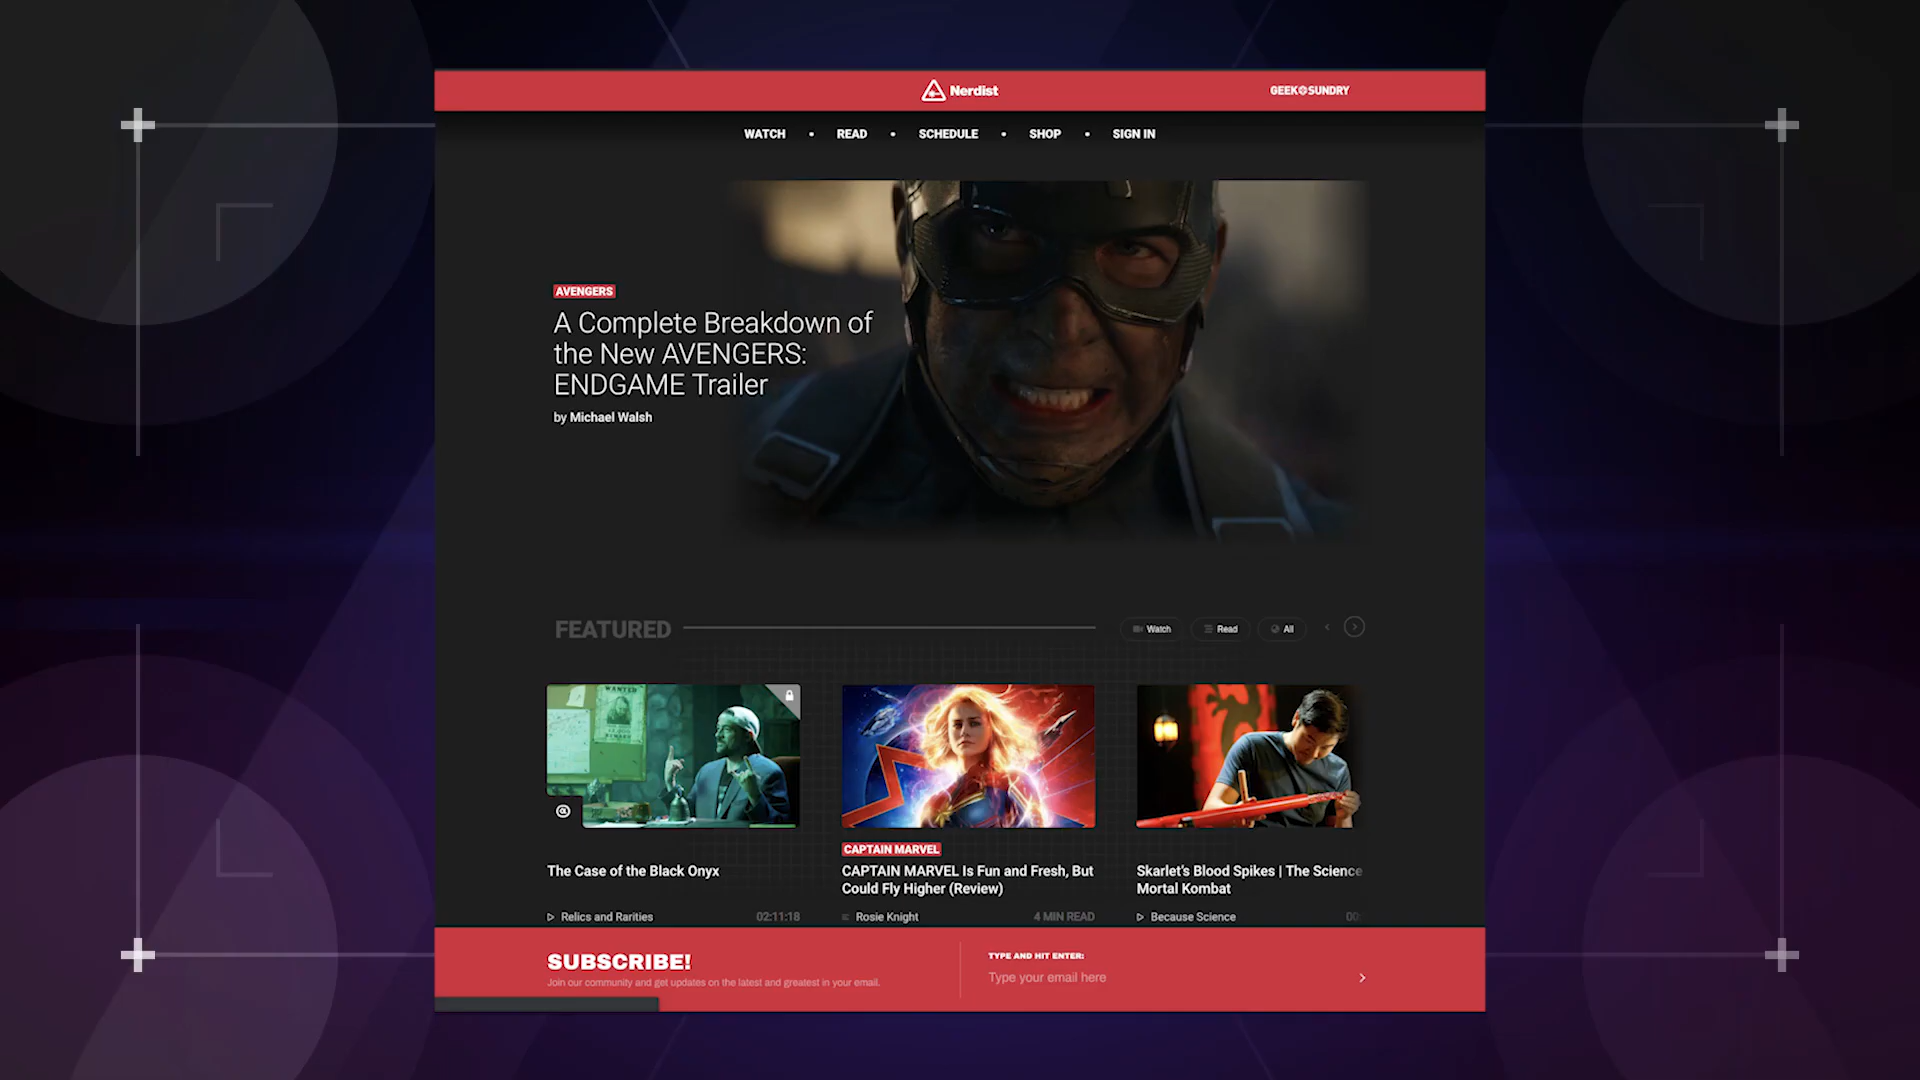 Nerdist
GEEK SUNDRY
WATCH • READ • SCHEDULE • SHOP • SIGN IN
AVENGERS
A Complete Breakdown of
the New AVENGERS:
ENDGAME Trailer
by Michael Walsh
FEATURED
Watch
Read
All
WANTED
The Case of the Black Onyx
Relics and Rarities
02:11:18
CAPTAIN MARVEL
CAPTAIN MARVEL Is Fun and Fresh, But
Could Fly Higher (Review)
Rosie Knight
4 MIN READ
Skarlet's Blood Spikes | The Science
Mortal Kombat
Because Science
00:
SUBSCRIBE!
Join our community and get updates on the latest and greatest in your email.
TYPE AND HIT ENTER:
Type your email here